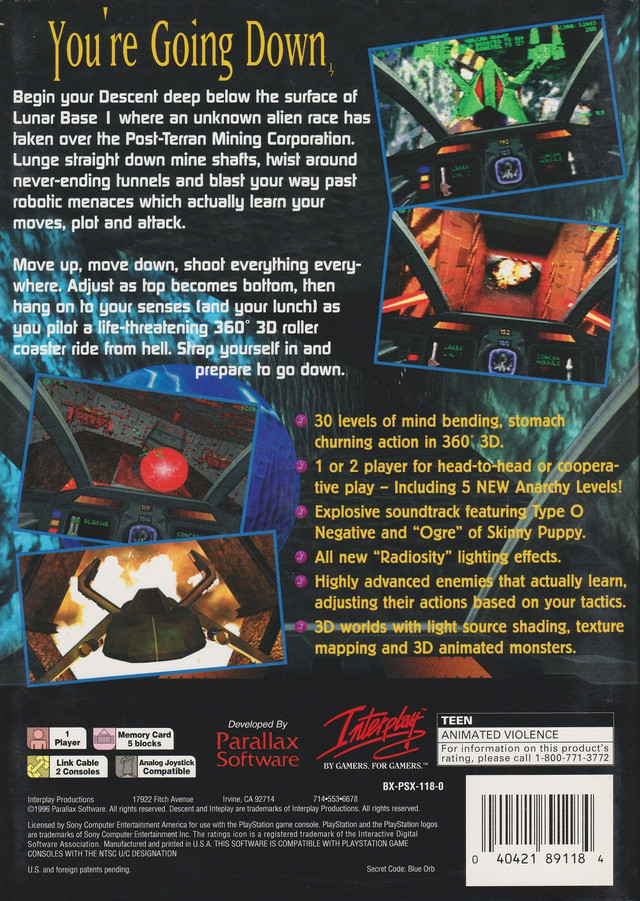 You're Going Down
Begin your Descent deep below the surface of
Lunar Base 1 where an unknown alien race has
taken over the Post-Terran Mining Corporation.
Lunge straight down mine shafts, twist around
never-ending tunnels and blast your way past
robotic menaces which actually learn your
moves, plot and attack.
Move up, move down, shoot everything every-
where. Adjust as top becomes bottom, then
hang on to your senses (and your lunch) as
you pilot a life-threatening 360° 3D roller
coaster ride from hell. Strap yourself in and
prepare to go down.
30 levels of mind bending, stomach
churning action in 360° 3D.
1 or 2 player for head-to-head or coopera-
tive play – Including 5 NEW Anarchy Levels!
Explosive soundtrack featuring Type O
Negative and "Ogre" of Skinny Puppy.
All new "Radiosity" lighting effects.
Highly advanced enemies that actually learn,
adjusting their actions based on your tactics.
3D worlds with light source shading, texture
mapping and 3D animated monsters.
1
Player
Memory Card
5 blocks
Link Cable
2 Consoles
Analog Joystick
Compatible
Developed By
Parallax
Software
Interplay™
BY GAMERS. FOR GAMERS.™
TEEN
ANIMATED VIOLENCE
For information on this product's
rating, please call 1-800-771-3772
BX-PSX-118-0
Interplay Productions 17922 Fitch Avenue Irvine, CA 92714 714•553•6678
©1996 Parallax Software. All rights reserved. Descent and Inteplay are trademarks of Interplay Productions. All rights reserved.
Licensed by Sony Computer Entertainment America for use with the PlayStation game console. PlayStation and the PlayStation logos
are trademarks of Sony Computer Entertainment Inc. The ratings icon is a registered trademark of the Interactive Digital
Software Association. Manufactured and printed in U.S.A. THIS SOFTWARE IS COMPATIBLE WITH PLAYSTATION GAME
CONSOLES WITH THE NTSC U/C DESIGNATION
U.S. and foreign patents pending.
Secret Code: Blue Orb
0 40421 89118 4